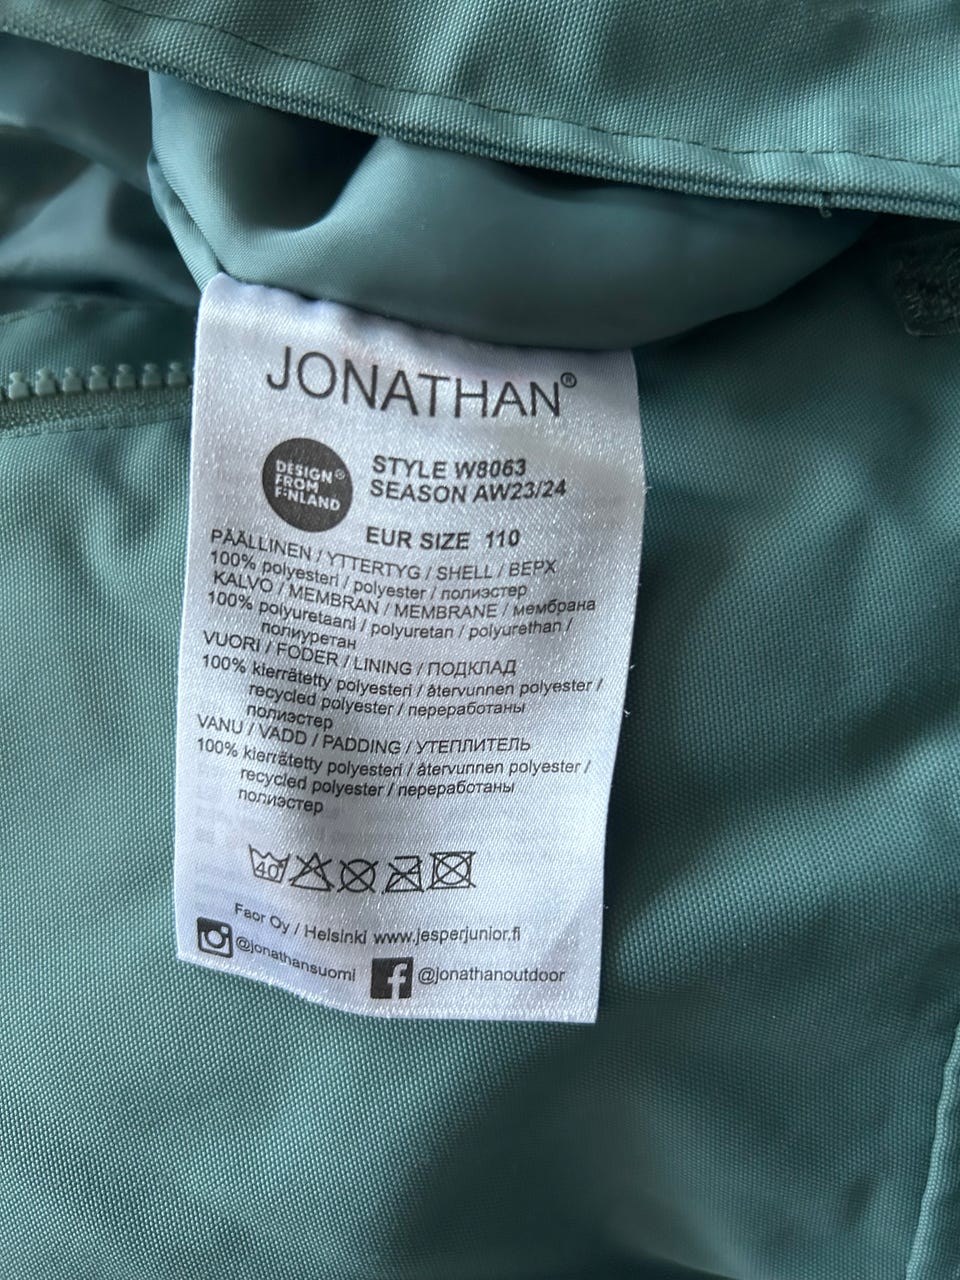 JONATHAN®
DESIGN®
FROM
FINLAND
STYLE W8063
SEASON AW23/24
EUR SIZE 110
PÄÄLLINEN / YTTERTYG / SHELL / ВЕРХ
100% polyesteri / polyester / полиэстер
KALVO / MEMBRAN / MEMBRANE / мембрана
100% polyuretaani / polyuretan / polyurethan /
полиуретан
VUORI / FODER / LINING / ПОДКЛАД
100% kierrätetty polyesteri / återvunnen polyester /
recycled polyester / переработаны
полиэстер
VANU / VADD / PADDING / УТЕПЛИТЕЛЬ
100% kierrätetty polyesteri / återvunnen polyester /
recycled polyester / переработаны
полиэстер
40
Faor Oy / Helsinki www.jesperjunior.fi
@jonathansuomi
@jonathanoutdoor